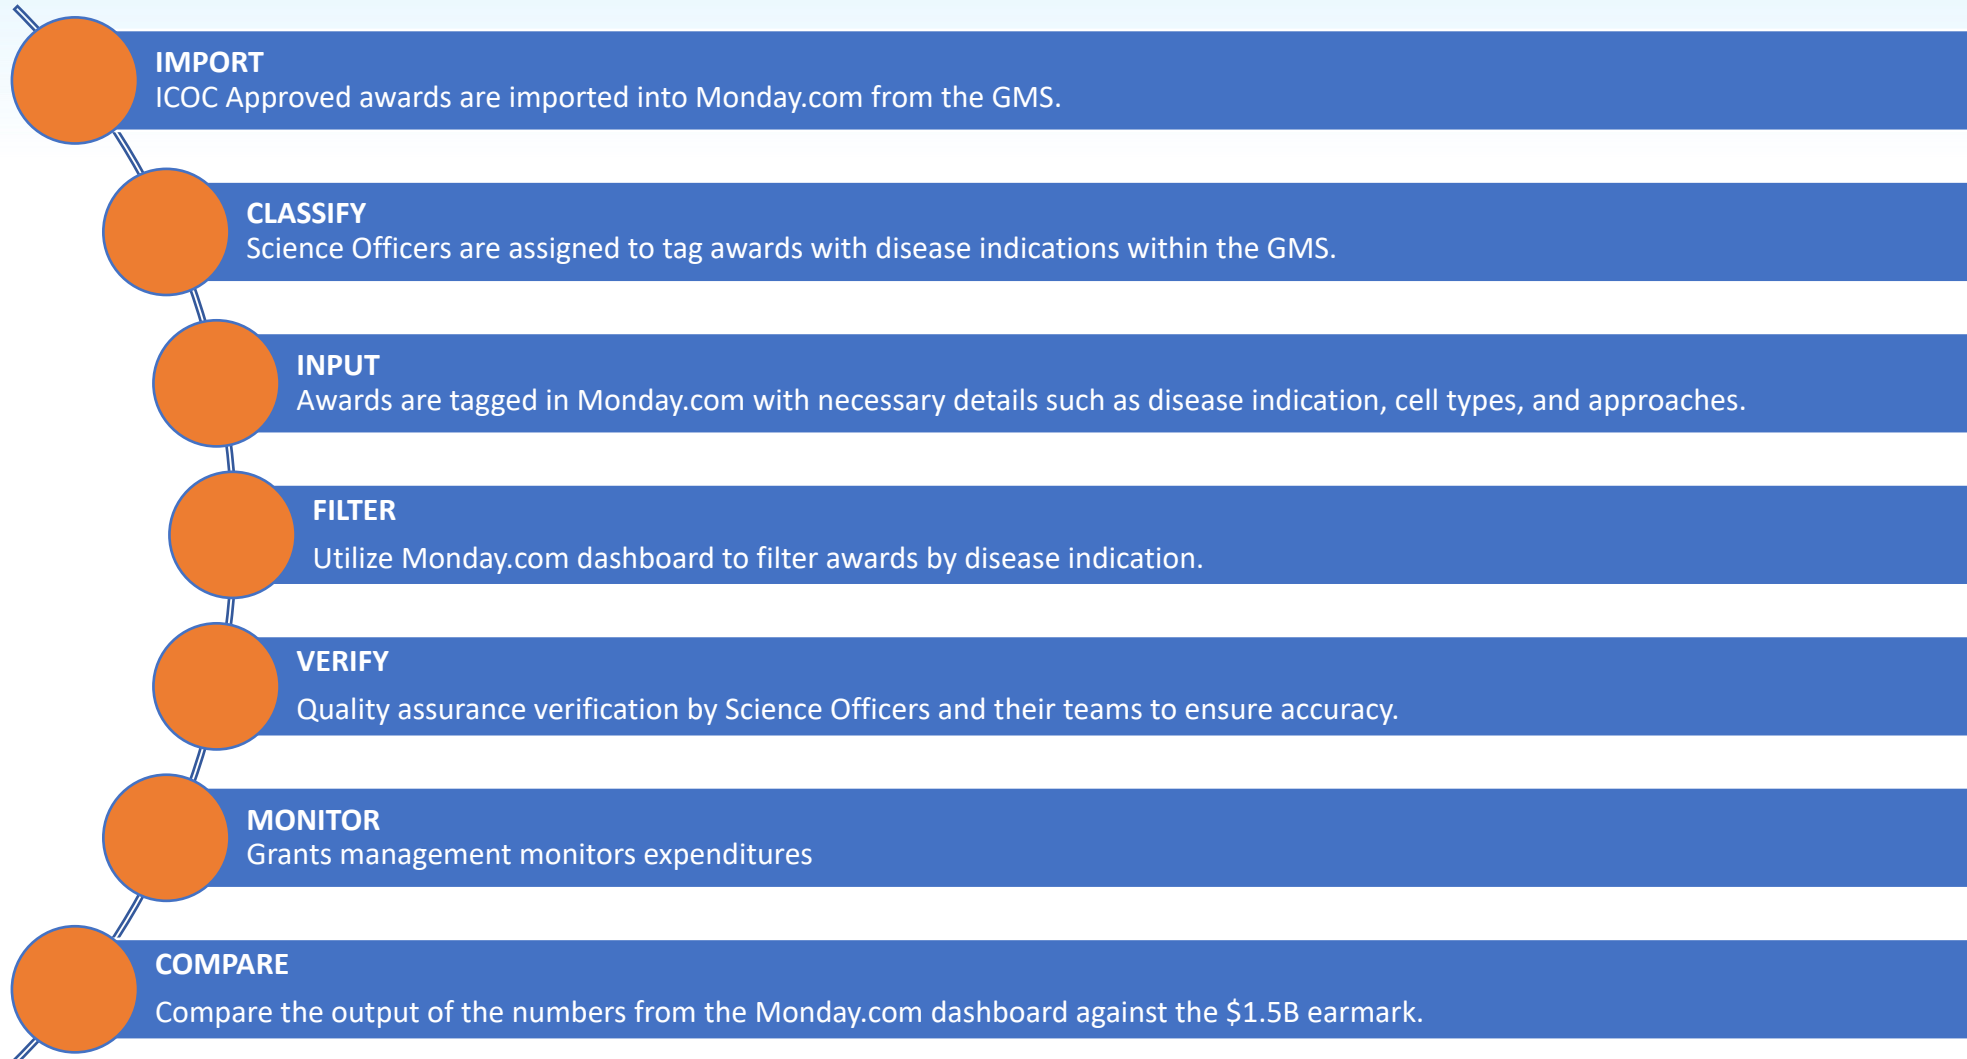 IMPORT
ICOC Approved awards are imported into Monday.com from the GMS.
CLASSIFY
Science Officers are assigned to tag awards with disease indications within the GMS.
INPUT
Awards are tagged in Monday.com with necessary details such as disease indication, cell types, and approaches.
FILTER
Utilize Monday.com dashboard to filter awards by disease indication.
VERIFY
Quality assurance verification by Science Officers and their teams to ensure accuracy.
MONITOR
Grants management monitors expenditures
COMPARE
Compare the output of the numbers from the Monday.com dashboard against the $1.5B earmark.